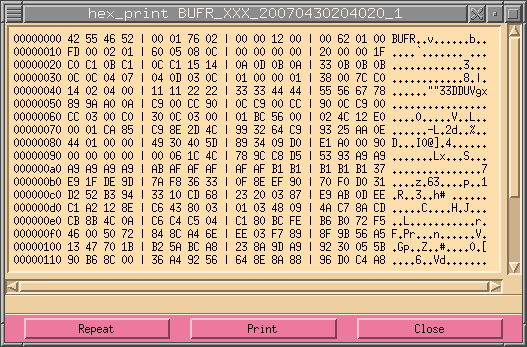 hex_print BUFR_XXX_20070430204020_1
00000000 42 55 46 52 | 00 01 76 02 | 00 00 12 00 | 00 62 01 00 BUFR..v......b..
00000010 FD 00 02 01 | 60 05 08 0C | 00 00 00 00 | 20 00 00 1F ....`....... ...
00000020 C0 C1 0B C1 | 0C C1 15 14 | 0A 0D 0B 0A | 33 0B 0B 0B ............3...
00000030 0C 0C 04 07 | 04 0D 03 0C | 01 00 00 01 | 38 00 7C C0 ............8.|.
00000040 14 02 04 00 | 11 11 22 22 | 33 33 44 44 | 55 56 67 78 ......""33DDUVgx
00000050 89 9A A0 0A | C9 00 CC 90 | 0C C9 00 CC | 90 0C C9 00 ................
00000060 CC 03 00 C0 | 30 0C 03 00 | 01 BC 56 00 | 02 4C 12 E0 ....0.....V..L..
00000070 00 01 CA 85 | C9 8E 2D 4C | 99 32 64 C9 | 93 25 AA 0E ......-L.2d..%..
00000080 44 01 00 00 | 49 30 40 5D | 89 34 09 D0 | E1 A0 00 90 D...I0@].4......
00000090 00 00 00 00 | 00 06 1C 4C | 78 9C C8 D5 | 53 93 A9 A9 .......Lx...S...
000000a0 A9 A9 A9 A9 | AB AF AF AF | AF AF AF B1 | B1 B1 B1 37 ...............7
000000b0 E9 1F DE 9D | 7A F8 36 33 | 0F 8E EF 90 | 70 F0 D0 31 ....z.63....p..1
000000c0 D2 52 B3 94 | 33 10 CD 68 | 23 20 03 87 | E9 AB 0D EE .R..3..h# ......
000000d0 C1 A2 12 8E | C6 43 80 03 | 01 03 48 09 | 4A C7 8A CD .....C....H.J...
000000e0 CB 8B 4C 0A | C6 C4 C5 04 | C1 80 BC FE | B6 B0 72 F5 ..L...........r.
000000f0 46 00 50 72 | 84 8C A4 6E | EE 03 F7 89 | 8F 9B 56 A5 F.Pr...n......V.
00000100 13 47 70 1B | B2 5A BC A8 | 23 8A 9D A9 | 92 30 05 5B .Gp..Z..#....0.[
00000110 90 B6 8C 00 | 36 A4 92 56 | 64 8E 8A 88 | 96 D0 C4 A8 ....6..Vd.......
Repeat Print Close